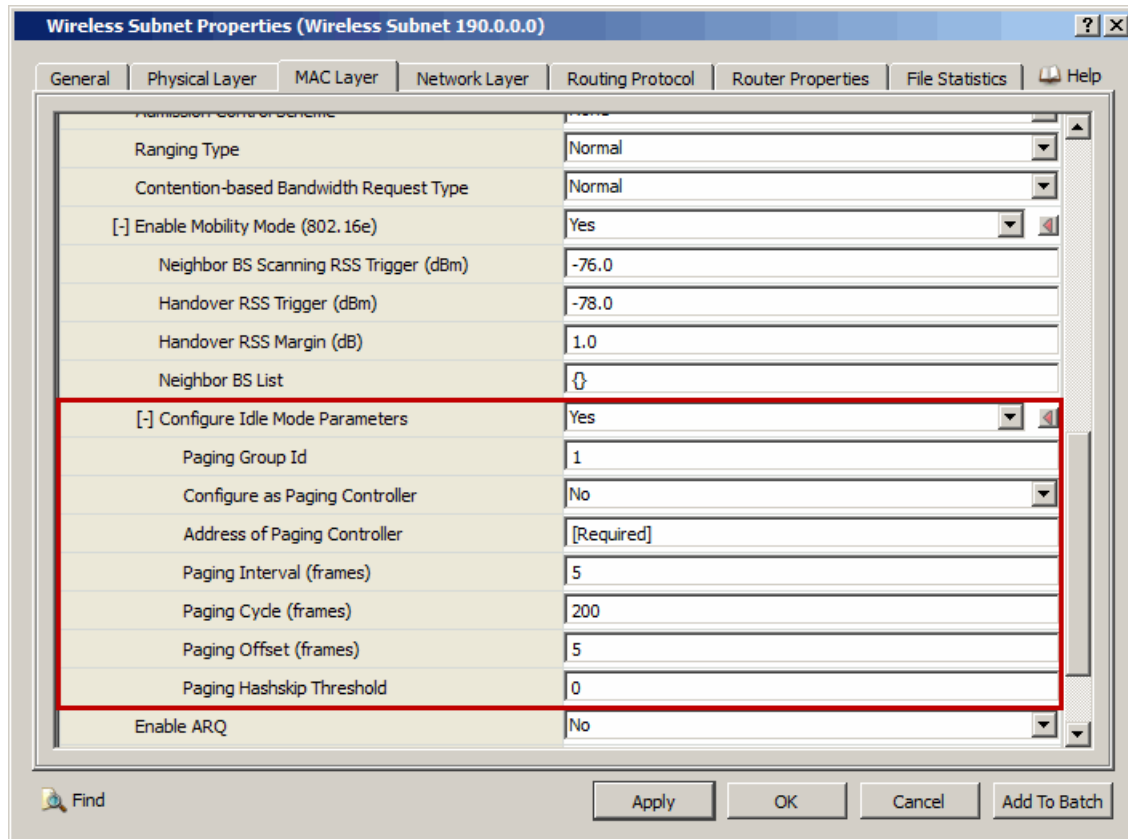 Wireless Subnet Properties (Wireless Subnet 190.0.0.0)
General Physical Layer MAC Layer Network Layer Routing Protocol Router Properties File Statistics Help
Admission Control Scheme None
Ranging Type Normal
Contention-based Bandwidth Request Type Normal
[-] Enable Mobility Mode (802.16e) Yes
Neighbor BS Scanning RSS Trigger (dBm) -76.0
Handover RSS Trigger (dBm) -78.0
Handover RSS Margin (dB) 1.0
Neighbor BS List {}
[-] Configure Idle Mode Parameters Yes
Paging Group Id 1
Configure as Paging Controller No
Address of Paging Controller [Required]
Paging Interval (frames) 5
Paging Cycle (frames) 200
Paging Offset (frames) 5
Paging Hashskip Threshold 0
Enable ARQ No
Find Apply OK Cancel Add To Batch